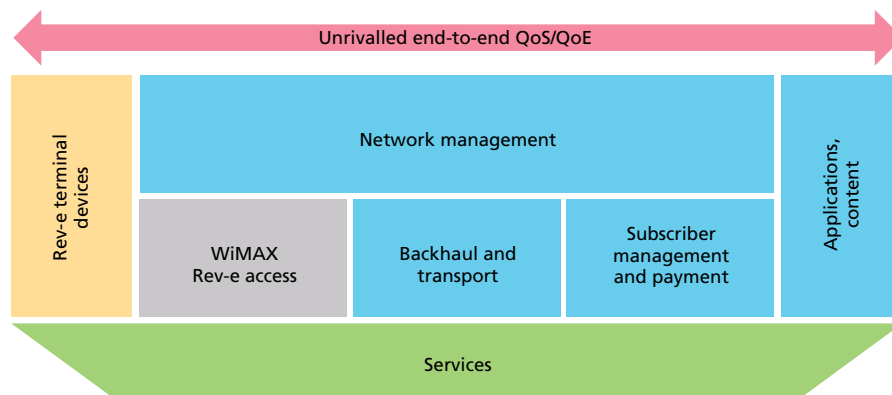 Unrivalled end-to-end QoS/QoE
Rev-e terminal
devices
Network management
Applications,
content
WiMAX
Rev-e access
Backhaul and
transport
Subscriber
management
and payment
Services